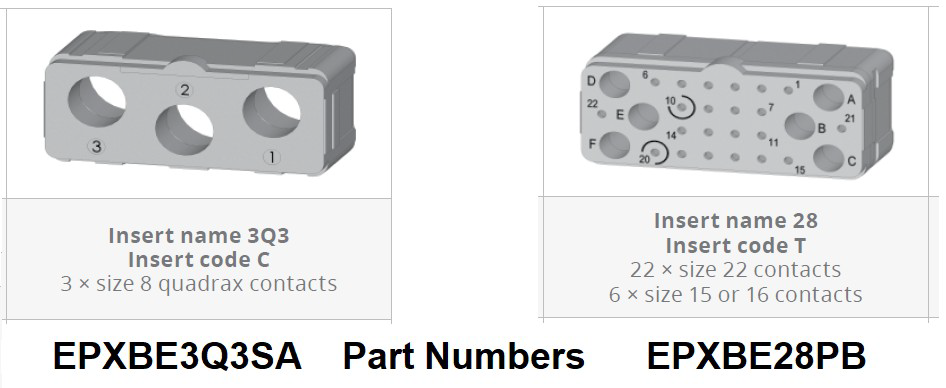 2
3
1
D
6
1
A
22
10
7
21
E
B
14
11
F
20
15
C
Insert name 3Q3
Insert code C
3 × size 8 quadrax contacts
Insert name 28
Insert code T
22 × size 22 contacts
6 × size 15 or 16 contacts
EPXBE3Q3SA Part Numbers EPXBE28PB